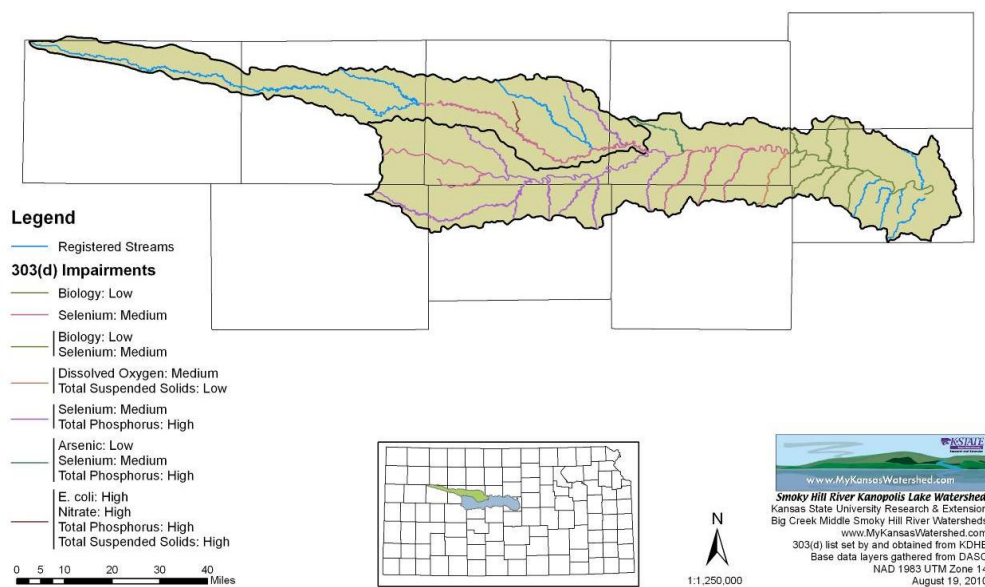 Legend
Registered Streams
303(d) Impairments
Biology: Low
Selenium: Medium
Biology: Low
Selenium: Medium
Dissolved Oxygen: Medium
Total Suspended Solids: Low
Selenium: Medium
Total Phosphorus: High
Arsenic: Low
Selenium: Medium
Total Phosphorus: High
E. coli: High
Nitrate: High
Total Phosphorus: High
Total Suspended Solids: High
0 5 10 20 30 40
Miles
N
1:1,250,000
K-STATE
www.MyKansasWatershed.com
Smoky Hill River Kanopolis Lake Watershed
Kansas State University Research & Extension
Big Creek Middle Smoky Hill River Watersheds
www.MyKansasWatershed.com
303(d) list set by and obtained from KDHE
Base data layers gathered from DASC
NAD 1983 UTM Zone 14
August 19, 2010